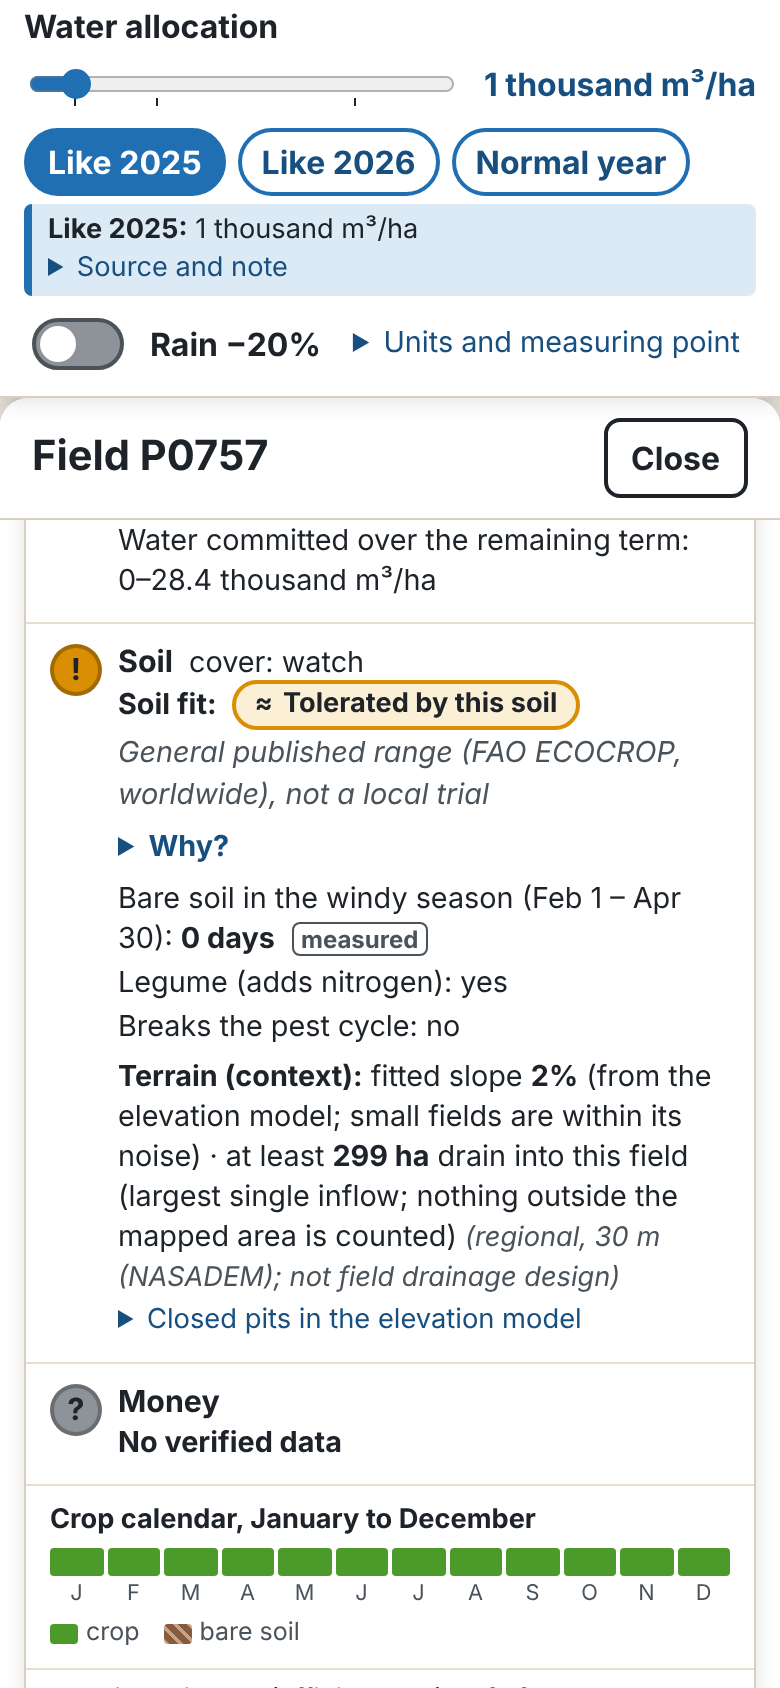 Water allocation
1 thousand m³/ha
Like 2025
Like 2026
Normal year
Like 2025: 1 thousand m³/ha
▶ Source and note
Rain −20%
▶ Units and measuring point
Field P0757
Close
Water committed over the remaining term:
0–28.4 thousand m³/ha
! Soil cover: watch
Soil fit: ≈ Tolerated by this soil
General published range (FAO ECOCROP,
worldwide), not a local trial
▶ Why?
Bare soil in the windy season (Feb 1 – Apr
30): 0 days measured
Legume (adds nitrogen): yes
Breaks the pest cycle: no
Terrain (context): fitted slope 2% (from the
elevation model; small fields are within its
noise) · at least 299 ha drain into this field
(largest single inflow; nothing outside the
mapped area is counted) (regional, 30 m
(NASADEM); not field drainage design)
▶ Closed pits in the elevation model
? Money
No verified data
Crop calendar, January to December
J F M A M J J A S O N D
crop bare soil